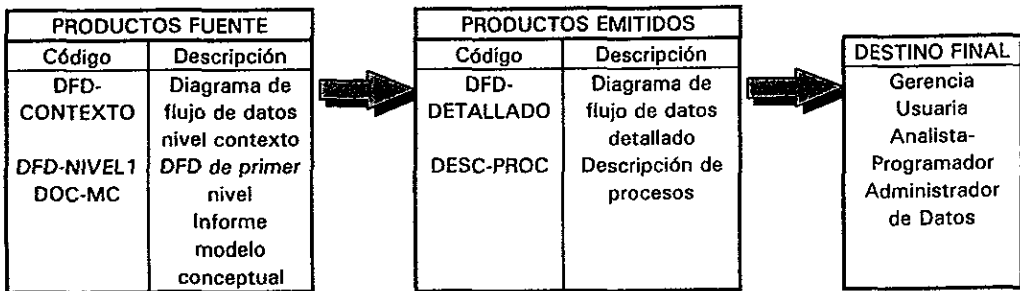 PRODUCTOS FUENTE
Código Descripción
DFD- Diagrama de
CONTEXTO flujo de datos
nivel contexto
DFD-NIVEL1 DFD de primer
DOC-MC nivel
Informe
modelo
conceptual
PRODUCTOS EMITIDOS
Código Descripción
DFD- Diagrama de
DETALLADO flujo de datos
detallado
DESC-PROC Descripción de
procesos
DESTINO FINAL
Gerencia
Usuaria
Analista-
Programador
Administrador
de Datos